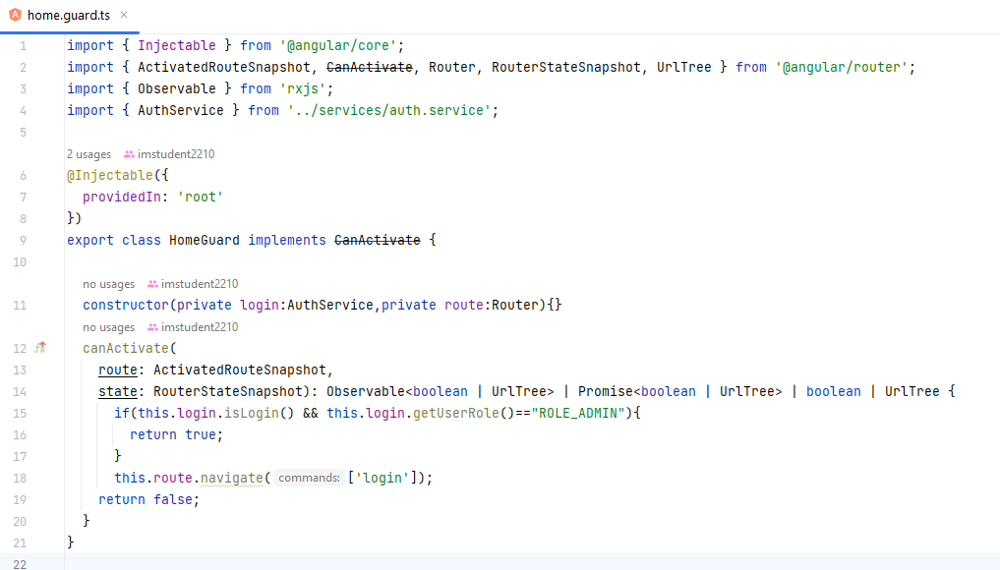 home.guard.ts ×
1 import { Injectable } from '@angular/core';
2 import { ActivatedRouteSnapshot, CanActivate, Router, RouterStateSnapshot, UrlTree } from '@angular/router';
3 import { Observable } from 'rxjs';
4 import { AuthService } from '../services/auth.service';
5
2 usages imstudent2210
6 @Injectable({
7   providedIn: 'root'
8 })
9 export class HomeGuard implements CanActivate {
10
no usages imstudent2210
11   constructor(private login:AuthService,private route:Router){}
no usages imstudent2210
12   canActivate(
13     route: ActivatedRouteSnapshot,
14     state: RouterStateSnapshot): Observable<boolean | UrlTree> | Promise<boolean | UrlTree> | boolean | UrlTree {
15       if(this.login.isLogin() && this.login.getUserRole()=="ROLE_ADMIN"){
16         return true;
17       }
18       this.route.navigate( commands: ['login']);
19     return false;
20   }
21 }
22